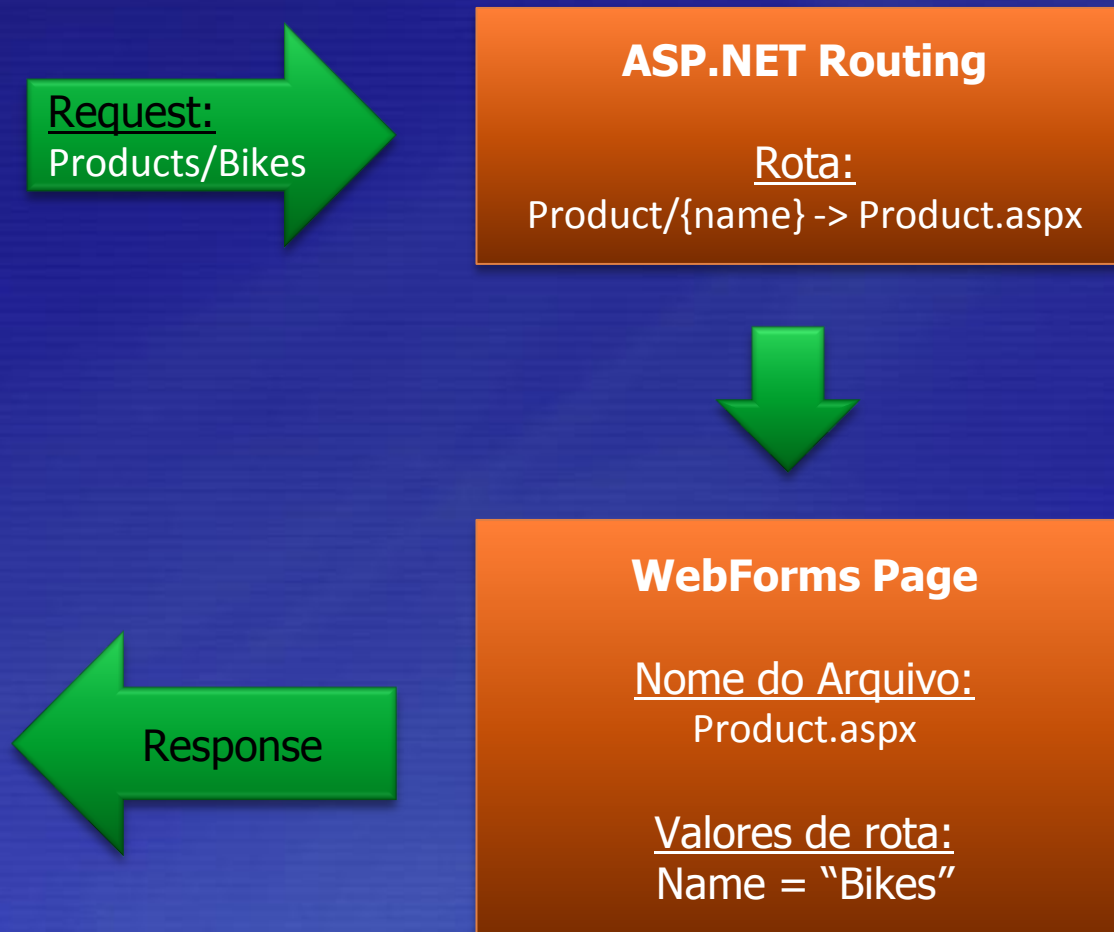 Request:
Products/Bikes
ASP.NET Routing
Rota:
Product/{name} -> Product.aspx
WebForms Page
Nome do Arquivo:
Product.aspx
Valores de rota:
Name = “Bikes”
Response